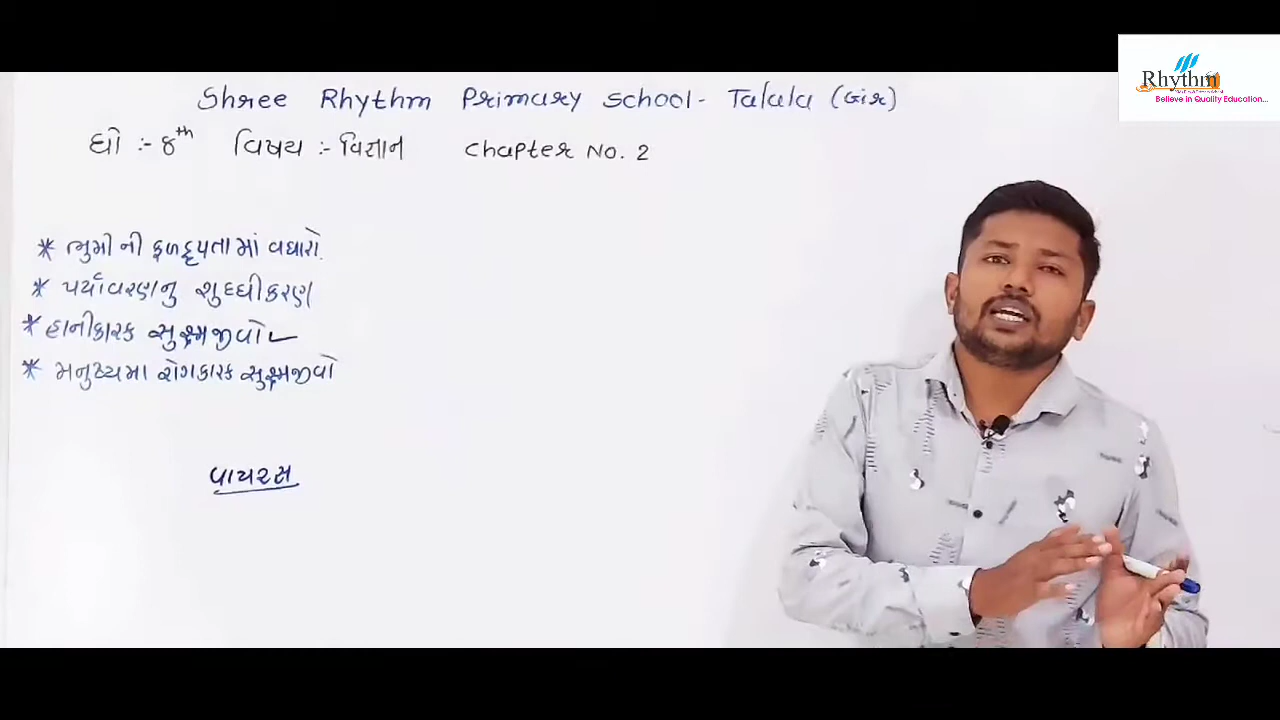 Shree Rhythm Primary School - Talala (Gir)
ધો :- 8th વિષય :- વિજ્ઞાન Chapter No. 2
* ભુમી ની ફળદ્રુપતા માં વધારો.
* પર્યાવરણનુ શુધ્ધીકરણ
* હાનીકારક સુક્ષ્મજીવો
* મનુષ્યમા રોગકારક સુક્ષ્મજીવો
વાયરસ
Rhythm
Believe in Quality Education...